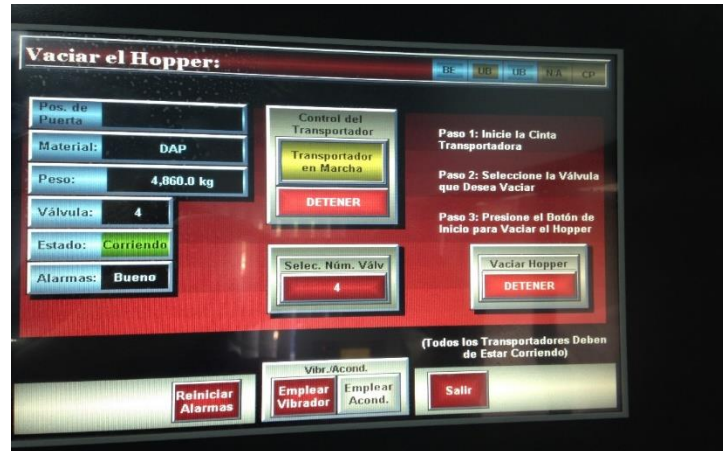 Vaciar el Hopper:
BE UB UB N.A CP
Pos. de
Puerta
Material: DAP
Peso: 4,860.0 kg
Válvula: 4
Estado: Corriendo
Alarmas: Bueno
Control del
Transportador
Transportador
en Marcha
DETENER
Selec. Núm. Válv
4
Paso 1: Inicie la Cinta
Transportadora
Paso 2: Seleccione la Válvula
que Desea Vaciar
Paso 3: Presione el Botón de
Inicio para Vaciar el Hopper
Vaciar Hopper
DETENER
(Todos los Transportadores Deben
de Estar Corriendo)
Reiniciar
Alarmas
Vibr./Acond.
Emplear
Vibrador
Emplear
Acond.
Salir